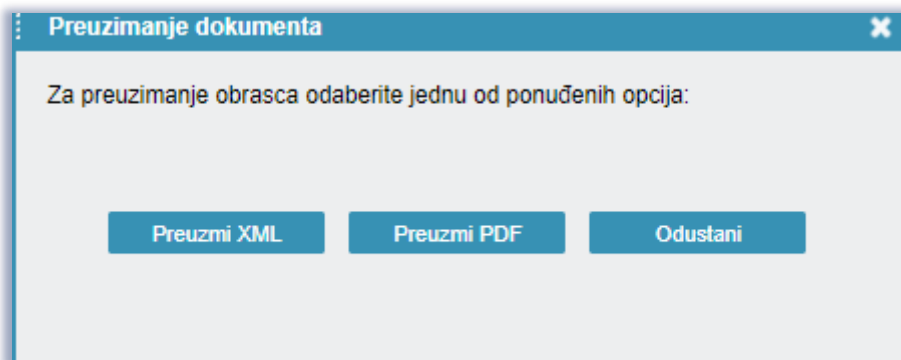 Preuzimanje dokumenta
Za preuzimanje obrasca odaberite jednu od ponuđenih opcija:
Preuzmi XML Preuzmi PDF Odustani